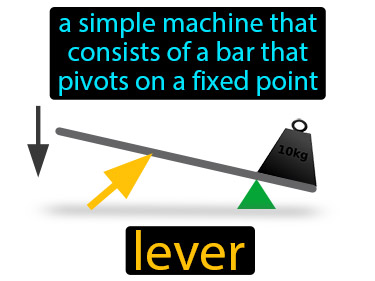 a simple machine that
consists of a bar that
pivots on a fixed point
10kg
lever